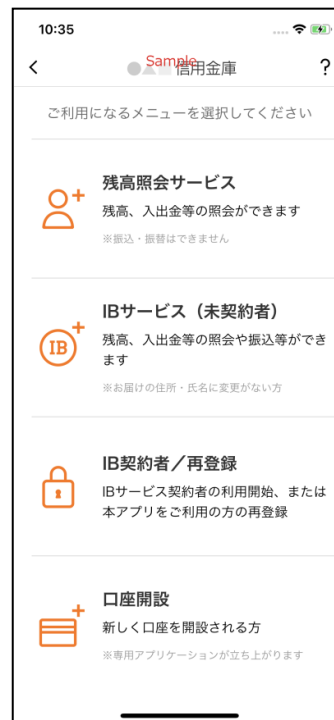 10:35
Sample
●▲■信用金庫
?
ご利用になるメニューを選択してください
残高照会サービス
残高、入出金等の照会ができます
※振込・振替はできません
IB
IBサービス（未契約者）
残高、入出金等の照会や振込等ができ
ます
※お届けの住所・氏名に変更がない方
IB契約者／再登録
IBサービス契約者の利用開始、または
本アプリをご利用の方の再登録
口座開設
新しく口座を開設される方
※専用アプリケーションが立ち上がります